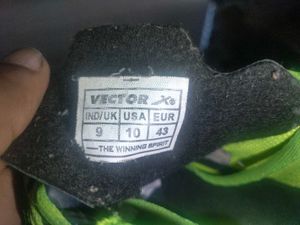 VECTOR X®
IND/UK USA EUR
9 10 43
THE WINNING SPIRIT